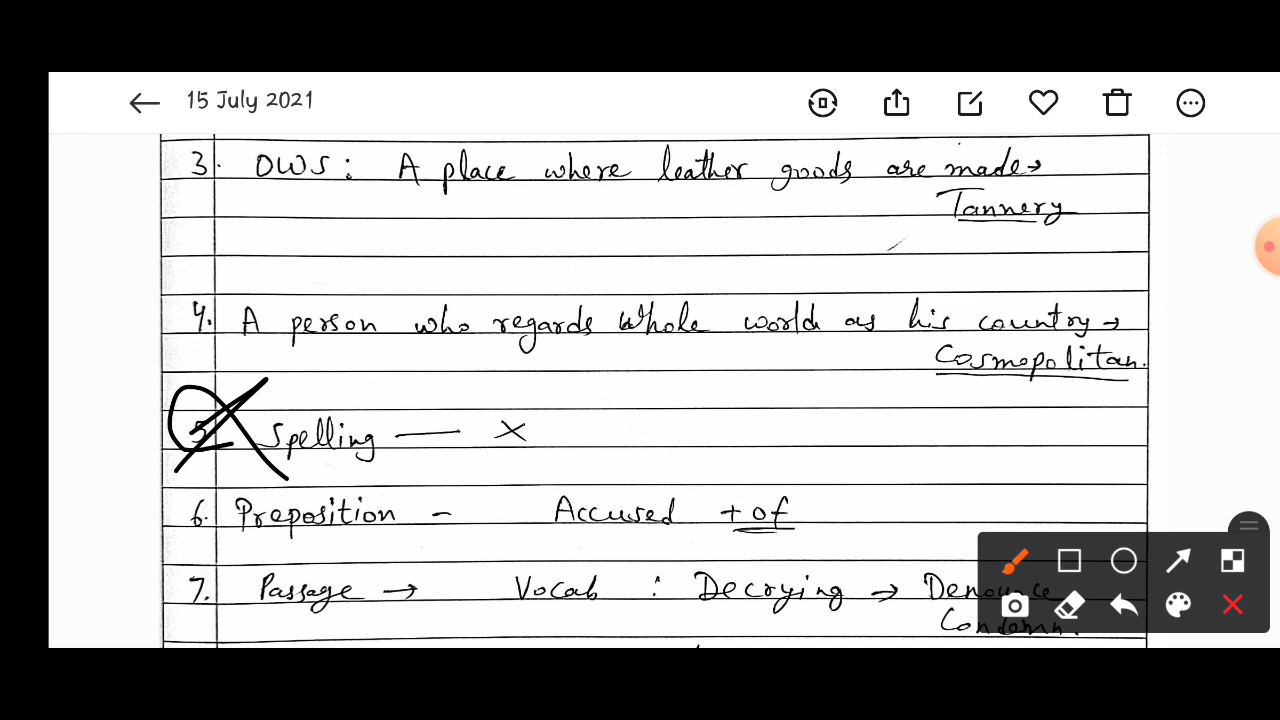 15 July 2021
3. OWS : A place where leather goods are made→
Tannery
4. A person who regards whole world as his country→
Cosmopolitan.
5. Spelling — X
6. Preposition - Accused + of
7. Passage → Vocab : Decrying → Denounce
Condemn.